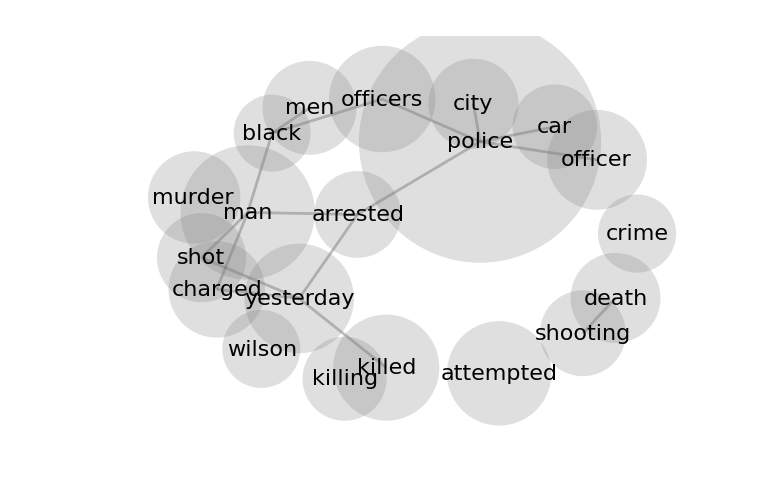 city
officers
men
car
black
police
officer
murder
man
arrested
crime
shot
charged
yesterday
death
shooting
wilson
killed
killing
attempted